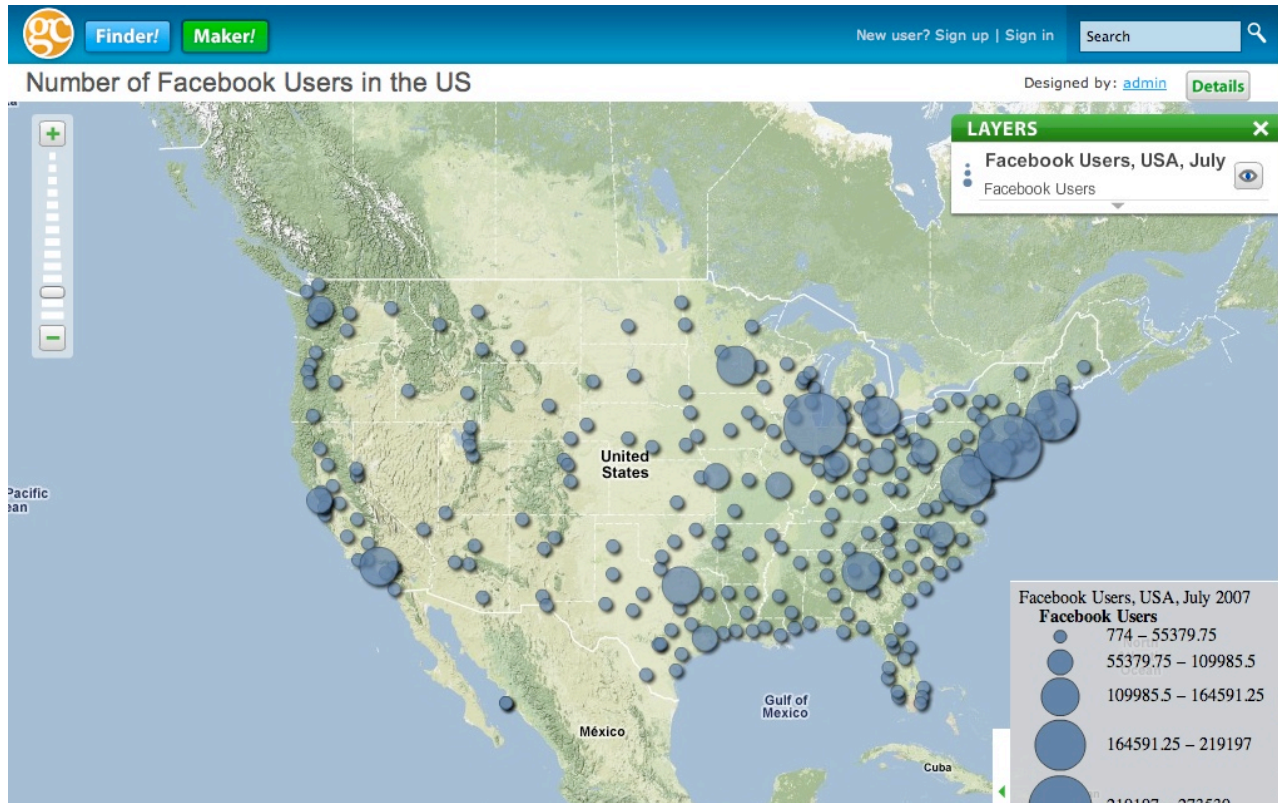 gc
Finder!
Maker!
New user? Sign up | Sign in
Search
Number of Facebook Users in the US
Designed by: admin
Details
LAYERS
Facebook Users, USA, July
Facebook Users
United
States
Pacific
Gulf of
Mexico
México
Cuba
Facebook Users, USA, July 2007
Facebook Users
774 – 55379.75
55379.75 – 109985.5
109985.5 – 164591.25
164591.25 – 219197
North
Ocean